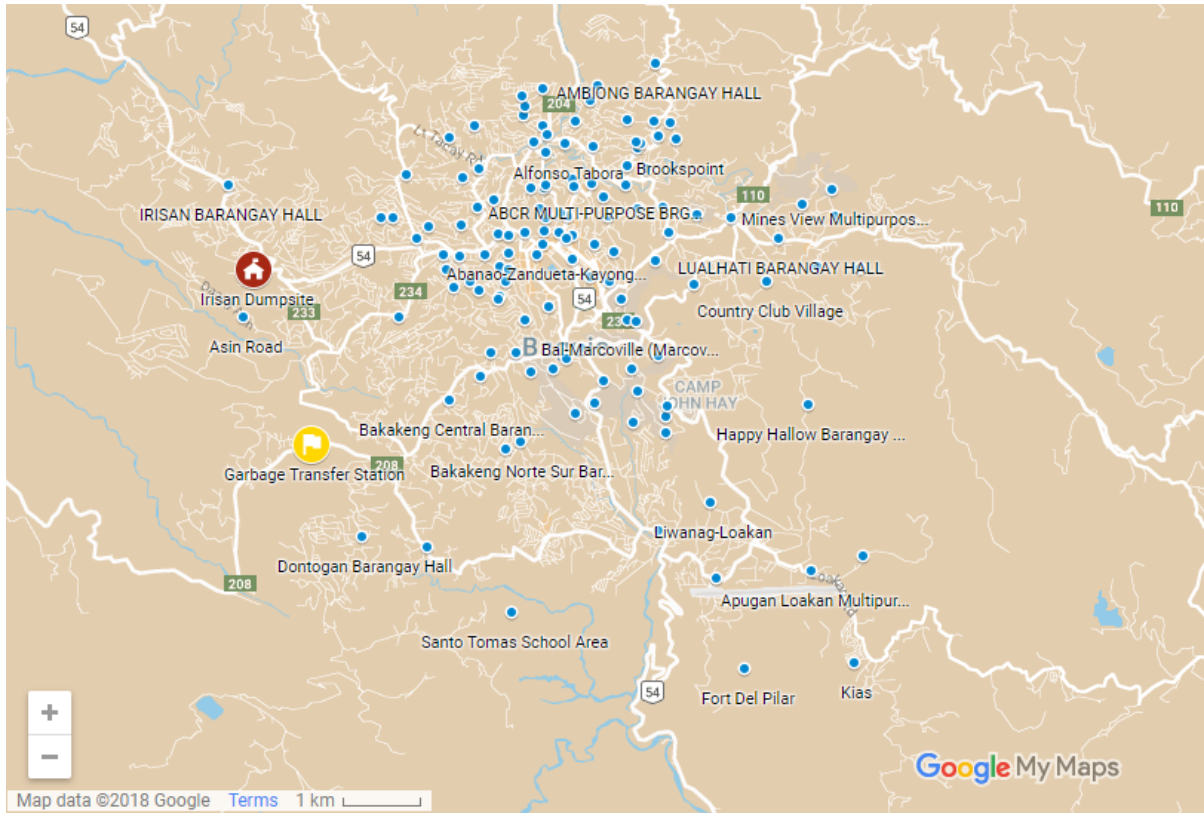 54
AMBIONG BARANGAY HALL
204
Lt Tacay Rd
Alfonso Tabora
Brookspoint
110
110
IRISAN BARANGAY HALL
ABCR MULTI-PURPOSE BRG...
Mines View Multipurpos...
54
LUALHATI BARANGAY HALL
Abanao-Zandueta-Kayong...
Irisan Dumpsite
234
54
233
Country Club Village
Asin Road
Bal-Marcoville (Marcov...
CAMP
JOHN HAY
Bakakeng Central Baran...
Happy Hallow Barangay ...
208
Garbage Transfer Station
Bakakeng Norte Sur Bar...
Liwanag-Loakan
Dontogan Barangay Hall
208
Apugan Loakan Multipur...
Santo Tomas School Area
54
Fort Del Pilar
Kias
+
−
Google My Maps
Map data ©2018 Google Terms 1 km